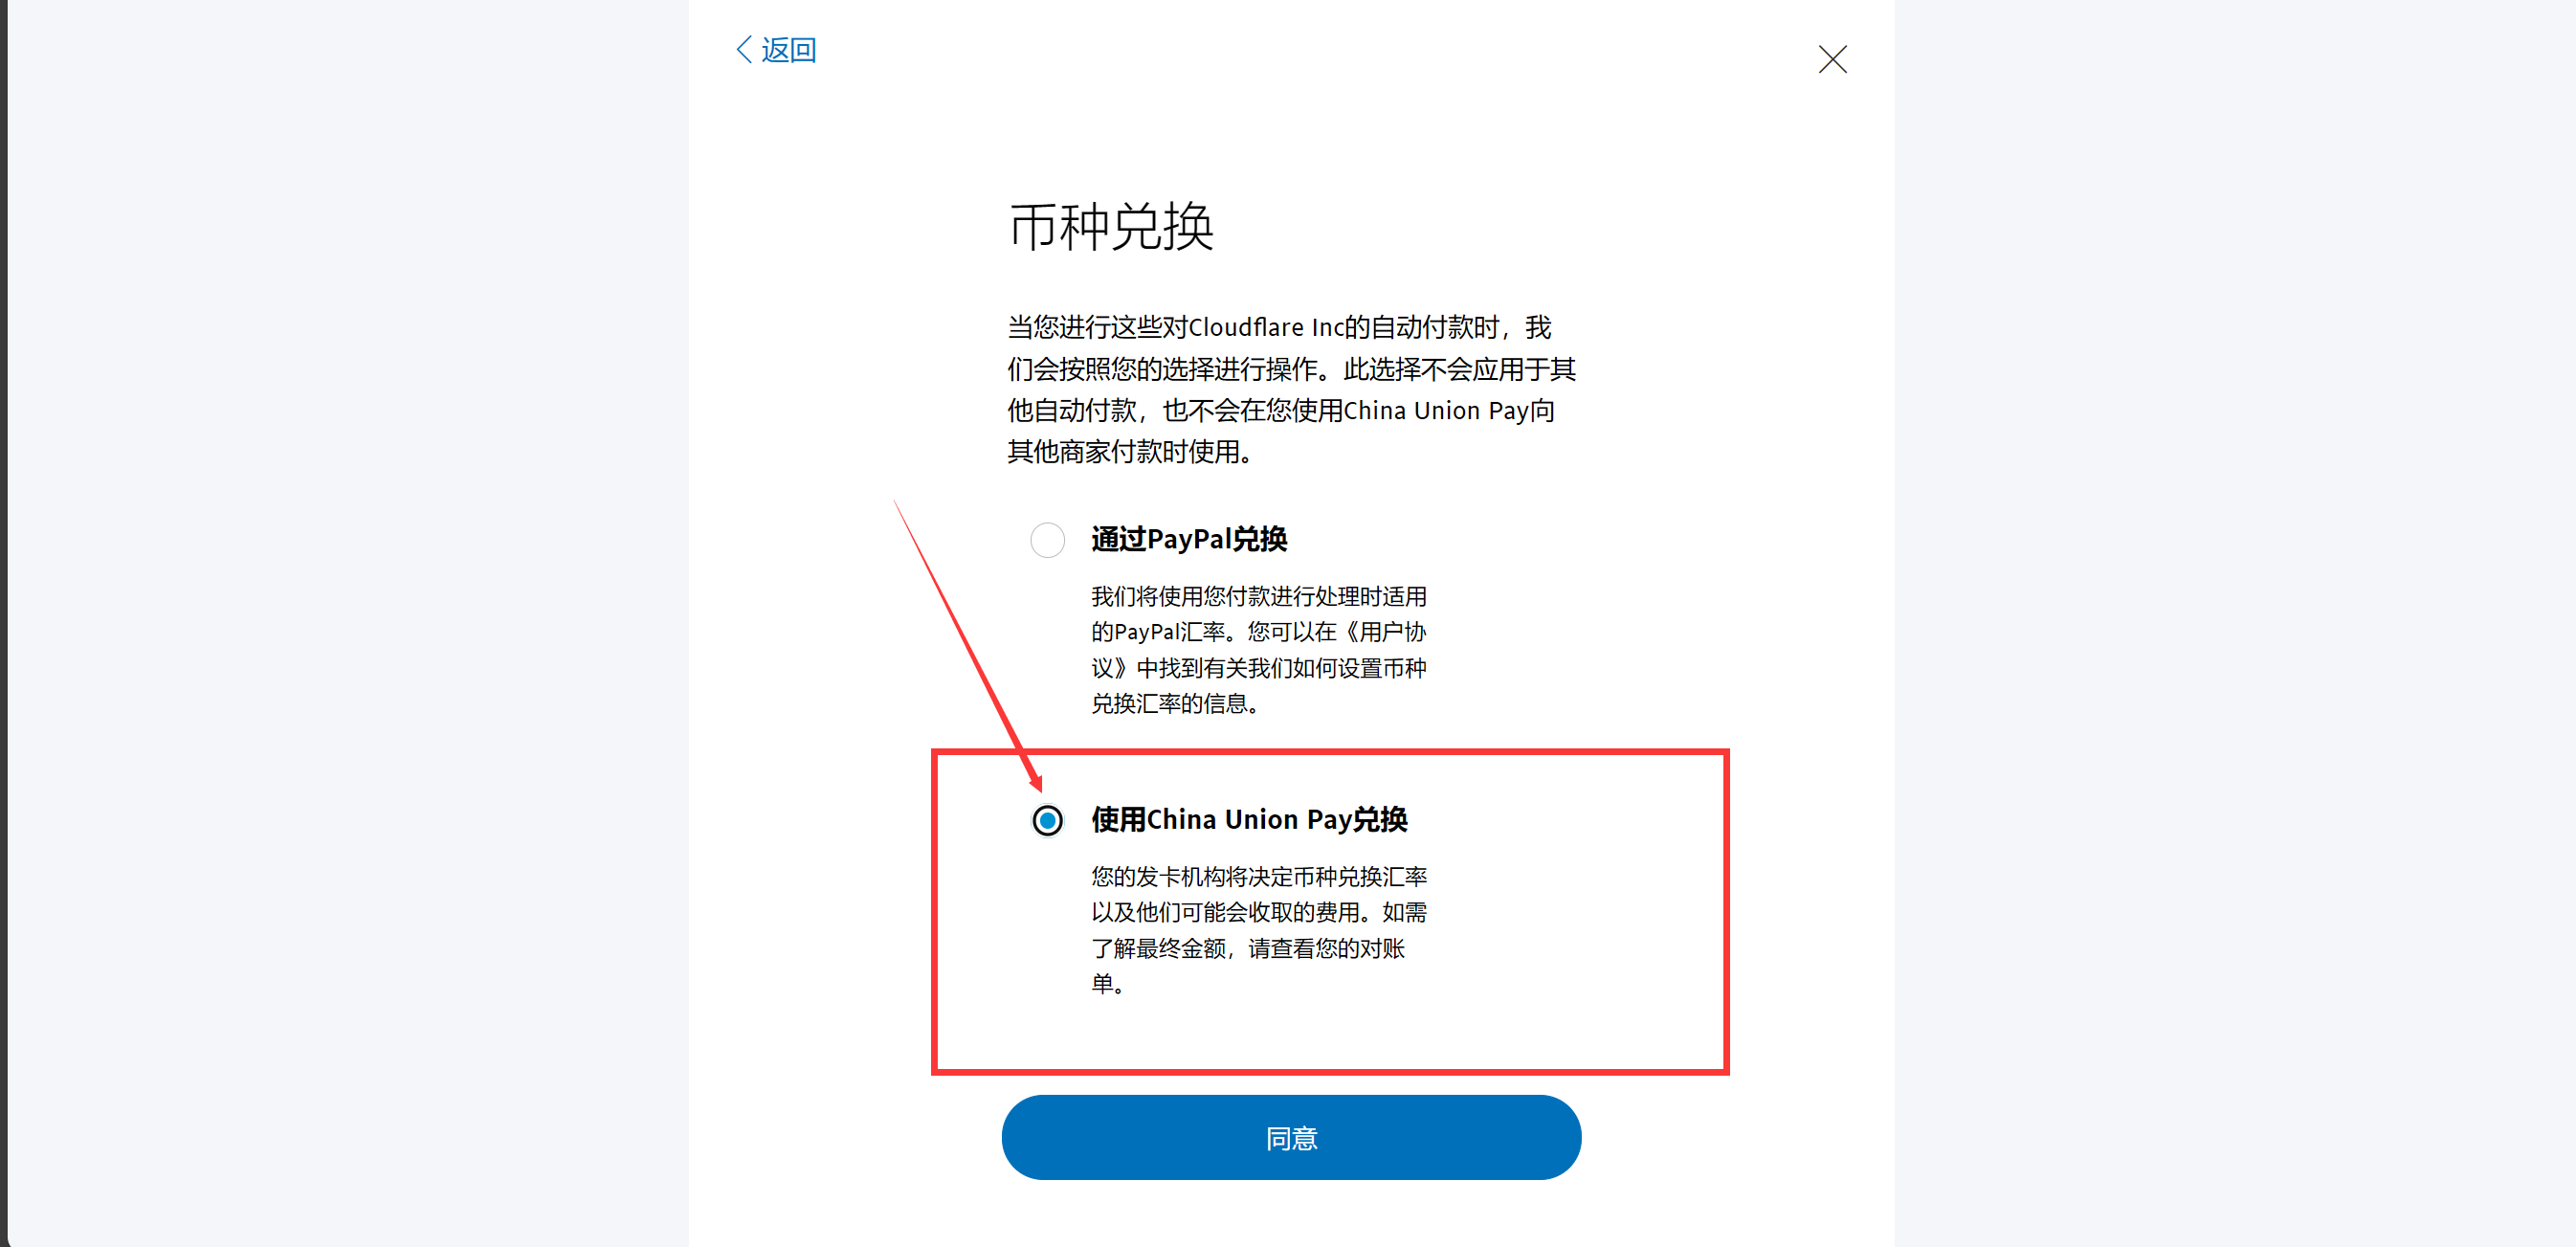 返回
币种兑换
当您进行这些对Cloudflare Inc的自动付款时，我
们会按照您的选择进行操作。此选择不会应用于其
他自动付款，也不会在您使用China Union Pay向
其他商家付款时使用。
通过PayPal兑换
我们将使用您付款进行处理时适用
的PayPal汇率。您可以在《用户协
议》中找到有关我们如何设置币种
兑换汇率的信息。
使用China Union Pay兑换
您的发卡机构将决定币种兑换汇率
以及他们可能会收取的费用。如需
了解最终金额，请查看您的对账
单。
同意